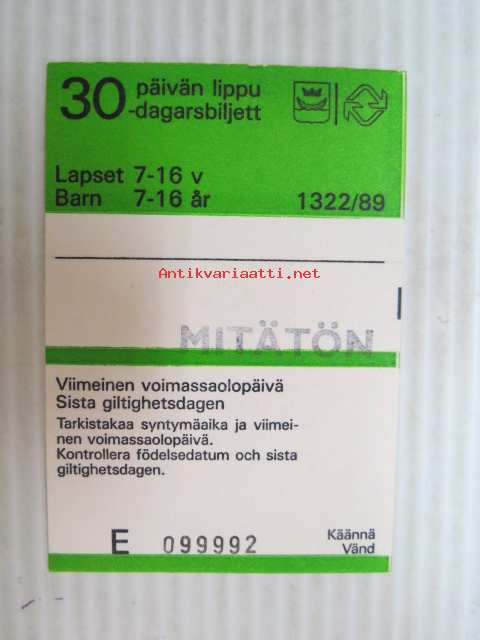 30 päivän lippu
-dagarsbiljett
Lapset 7-16 v
Barn 7-16 år 1322/89
Antikvariaatti.net
MITÄTÖN
Viimeinen voimassaolopäivä
Sista giltighetsdagen
Tarkistakaa syntymäaika ja viimei-
nen voimassaolopäivä.
Kontrollera födelsedatum och sista
giltighetsdagen.
E 099992 Käännä
Vänd